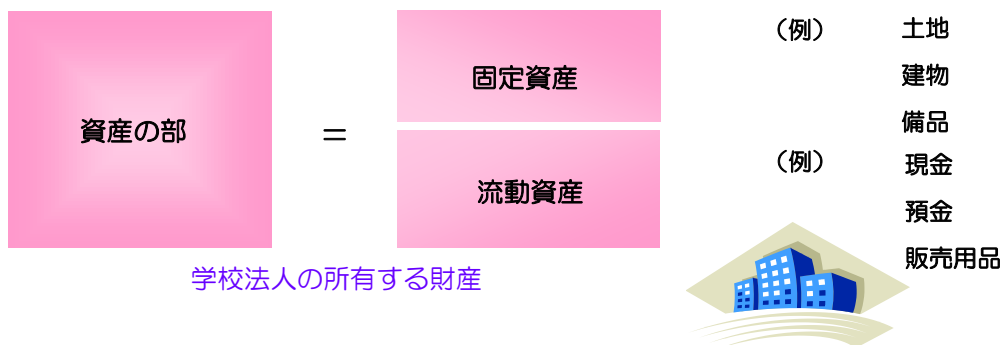 資産の部
＝
固定資産
流動資産
（例）
土地
建物
備品
（例）
現金
預金
販売用品
学校法人の所有する財産